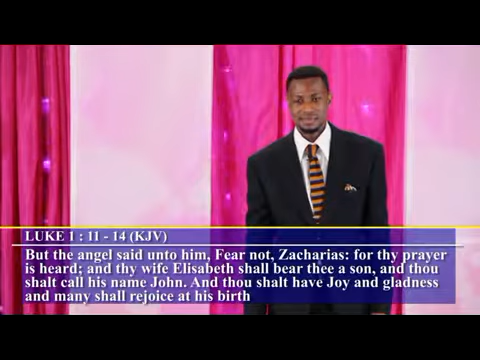 LUKE 1 : 11 - 14 (KJV)
But the angel said unto him, Fear not, Zacharias: for thy prayer
is heard; and thy wife Elisabeth shall bear thee a son, and thou
shalt call his name John. And thou shalt have Joy and gladness
and many shall rejoice at his birth